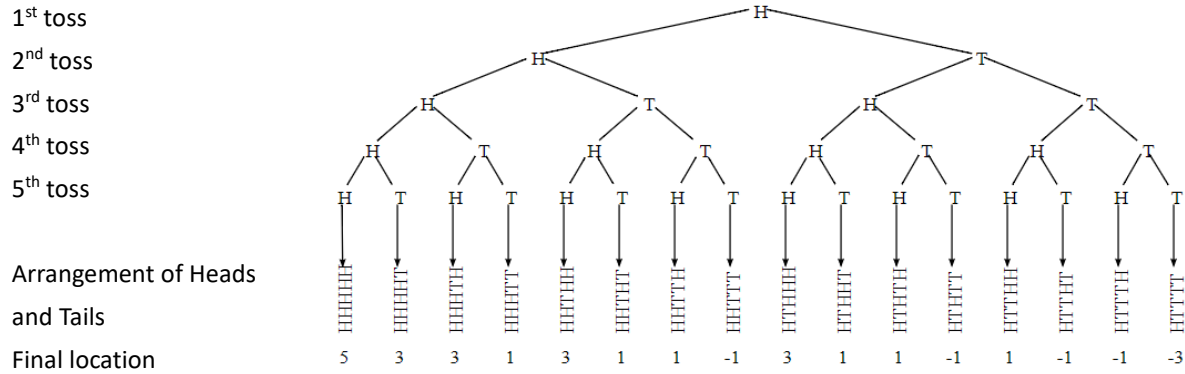 1st toss H
2nd toss H T
3rd toss H T H T
4th toss H T H T H T H T
5th toss H T H T H T H T H T H T H T H T
Arrangement of Heads
and Tails
HHHHH HHHHT HHHTH HHHTT HHTHH HHTHT HHTTH HHTTT HTHHH HTHHT HTHTH HTHTT HTTHH HTTHT HTTTH HTTTT
Final location 5 3 3 1 3 1 1 -1 3 1 1 -1 1 -1 -1 -3